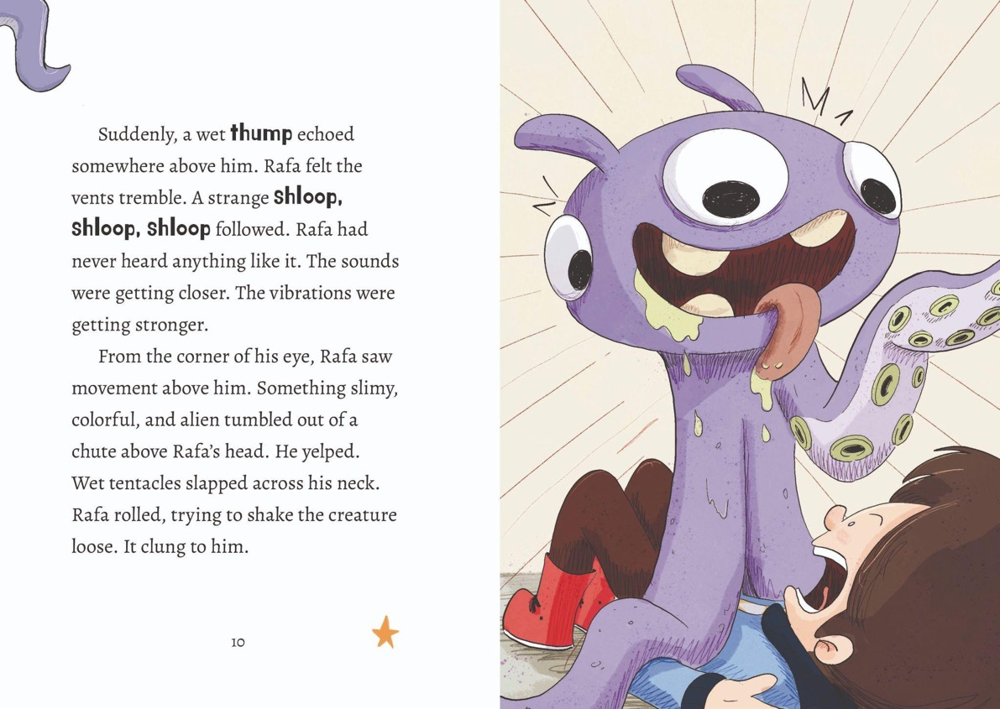 Suddenly, a wet thump echoed
somewhere above him. Rafa felt the
vents tremble. A strange shloop,
shloop, shloop followed. Rafa had
never heard anything like it. The sounds
were getting closer. The vibrations were
getting stronger.
From the corner of his eye, Rafa saw
movement above him. Something slimy,
colorful, and alien tumbled out of a
chute above Rafa’s head. He yelped.
Wet tentacles slapped across his neck.
Rafa rolled, trying to shake the creature
loose. It clung to him.
10